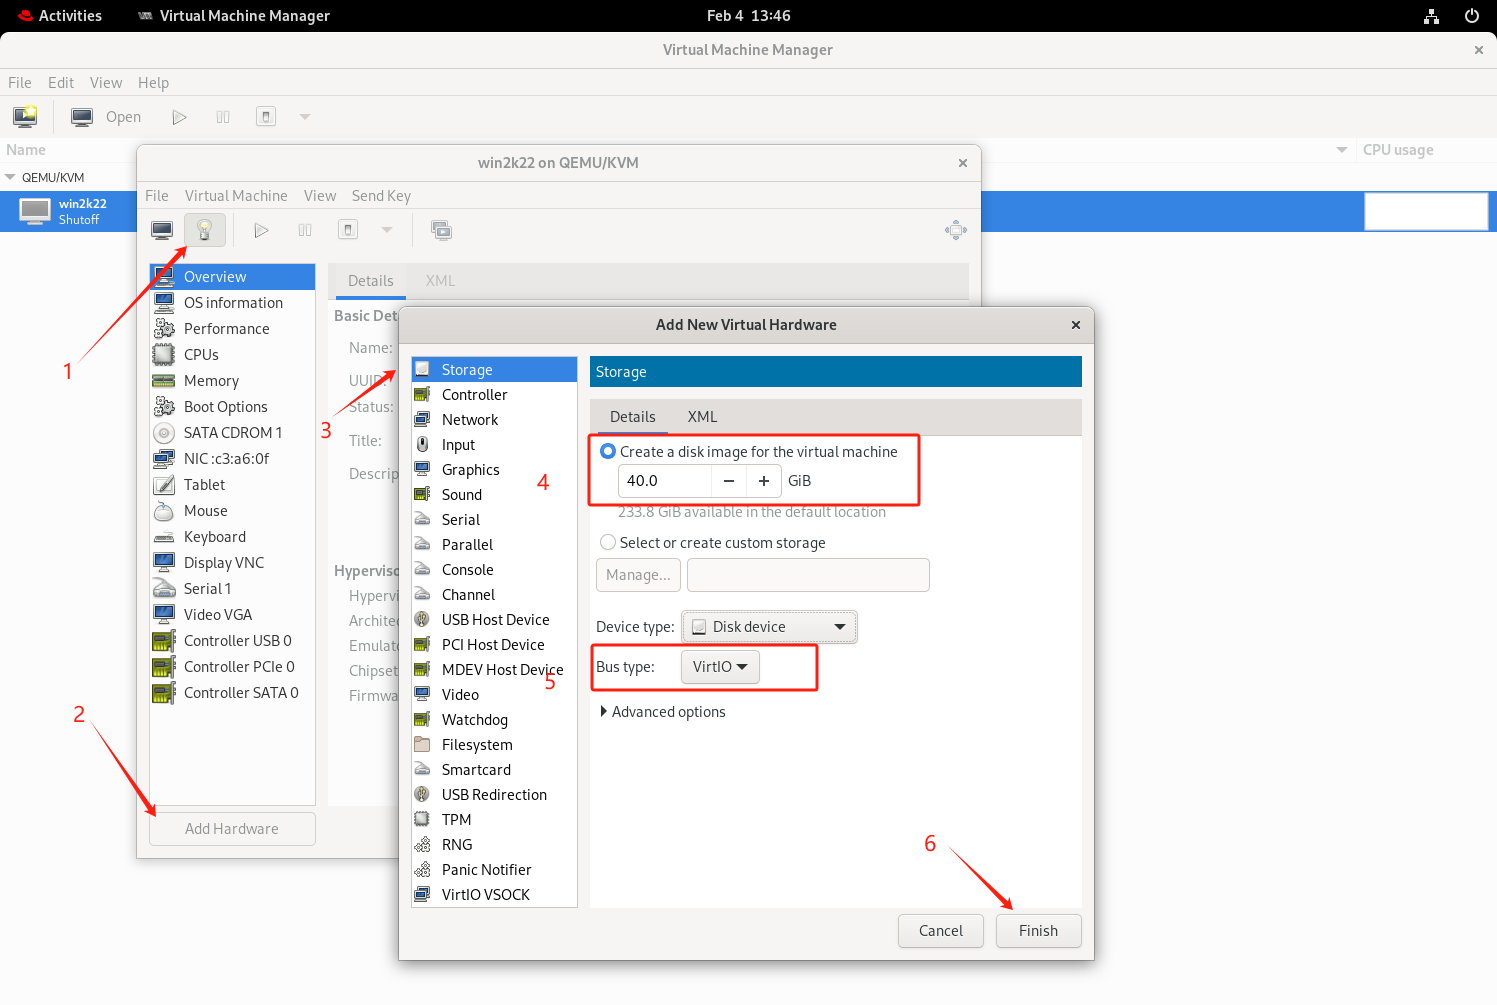 Activities
Virtual Machine Manager
Feb 4 13:46
Virtual Machine Manager
File Edit View Help
Open
Name
CPU usage
QEMU/KVM
win2k22
Shutoff
win2k22 on QEMU/KVM
File Virtual Machine View Send Key
1
2
Overview
OS information
Performance
CPUs
Memory
Boot Options
SATA CDROM 1
NIC :c3:a6:0f
Tablet
Mouse
Keyboard
Display VNC
Serial 1
Video VGA
Controller USB 0
Controller PCIe 0
Controller SATA 0
Add Hardware
Details XML
Basic Det
Name:
UUID:
Status:
Title:
Descrip
Hyperviso
Hypervi
Archite
Emulato
Chipset
Firmwa
3
Add New Virtual Hardware
Storage
Controller
Network
Input
Graphics
Sound
Serial
Parallel
Console
Channel
USB Host Device
PCI Host Device
MDEV Host Device
Video
Watchdog
Filesystem
Smartcard
USB Redirection
TPM
RNG
Panic Notifier
VirtIO VSOCK
Storage
Details XML
4
Create a disk image for the virtual machine
40.0 − + GiB
233.8 GiB available in the default location
Select or create custom storage
Manage...
Device type: Disk device
5
Bus type: VirtIO
Advanced options
6
Cancel Finish